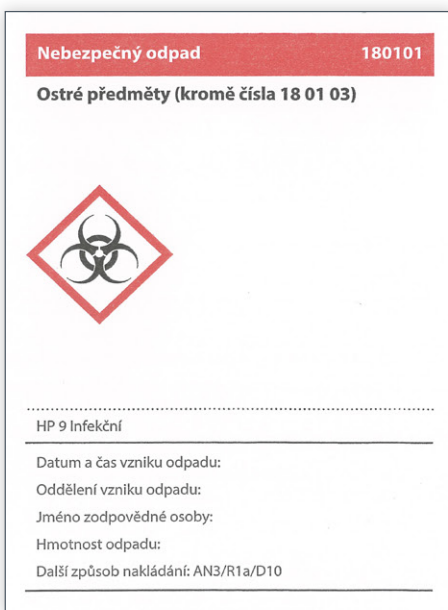 Nebezpečný odpad 180101
Ostré předměty (kromě čísla 18 01 03)
HP 9 Infekční
Datum a čas vzniku odpadu:
Oddělení vzniku odpadu:
Jméno zodpovědné osoby:
Hmotnost odpadu:
Další způsob nakládání: AN3/R1a/D10